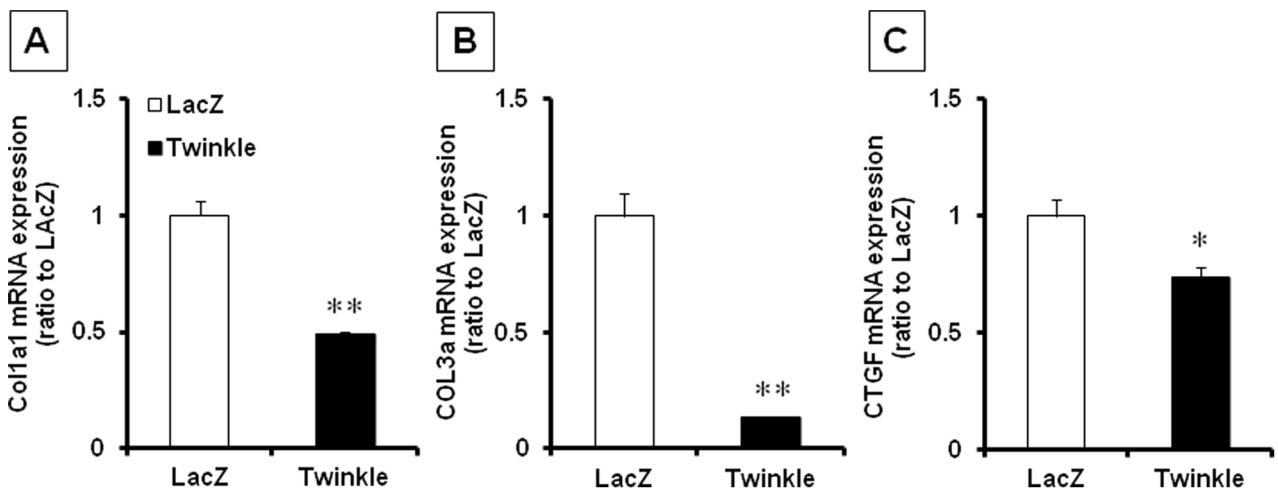 A
Col1a1 mRNA expression
(ratio to LAcZ)
1.5
1
0.5
0
LacZ
Twinkle
**
LacZ
Twinkle
B
COL3a mRNA expression
(ratio to LacZ)
1.5
1
0.5
0
**
LacZ
Twinkle
C
CTGF mRNA expression
(ratio to LacZ)
1.5
1
0.5
0
*
LacZ
Twinkle